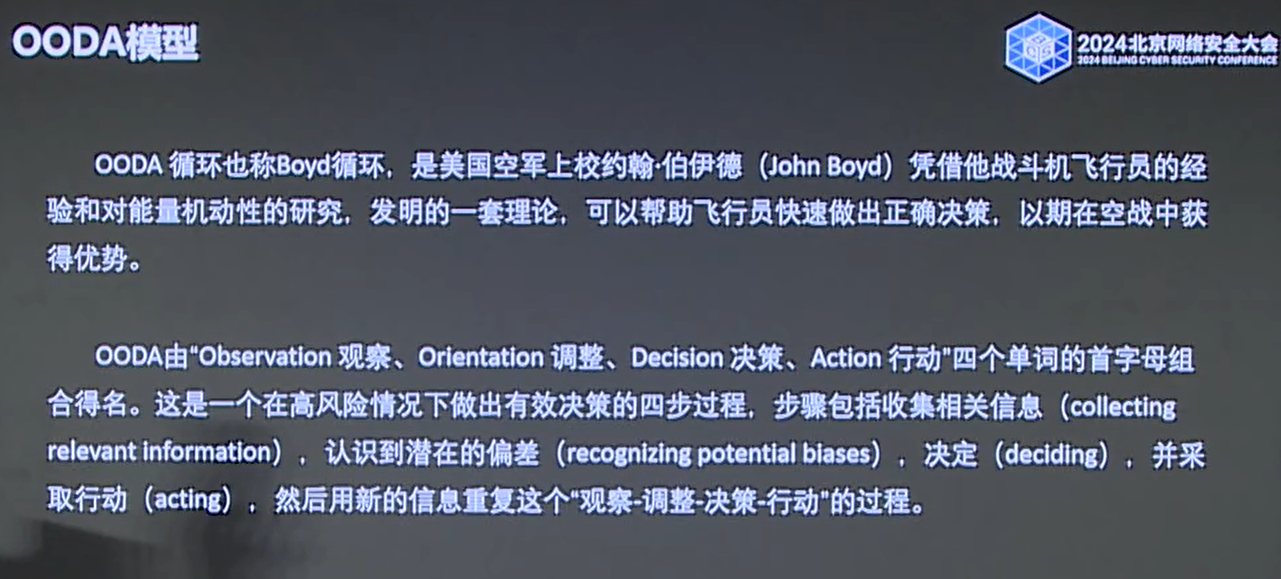 OODA模型
2024北京网络安全大会
2024 BEIJING CYBER SECURITY CONFERENCE
OODA 循环也称Boyd循环，是美国空军上校约翰·伯伊德（John Boyd）凭借他战斗机飞行员的经
验和对能量机动性的研究，发明的一套理论，可以帮助飞行员快速做出正确决策，以期在空战中获
得优势。
OODA由“Observation 观察、Orientation 调整、Decision 决策、Action 行动”四个单词的首字母组
合得名。这是一个在高风险情况下做出有效决策的四步过程，步骤包括收集相关信息（collecting
relevant information），认识到潜在的偏差（recognizing potential biases），决定（deciding），并采
取行动（acting），然后用新的信息重复这个“观察-调整-决策-行动”的过程。